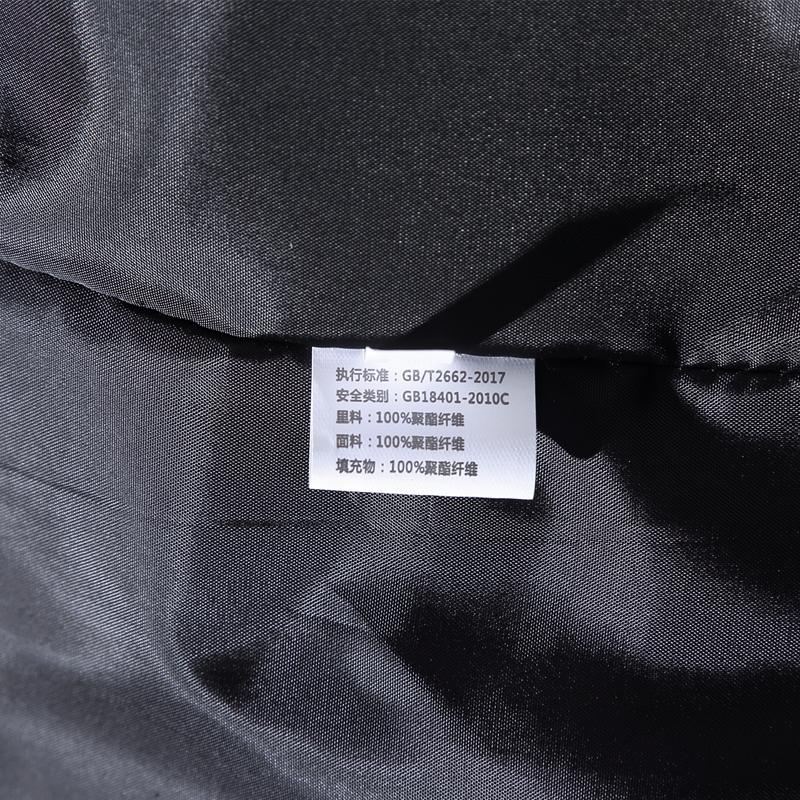 执行标准：GB/T2662-2017
安全类别：GB18401-2010C
里料：100%聚酯纤维
面料：100%聚酯纤维
填充物：100%聚酯纤维